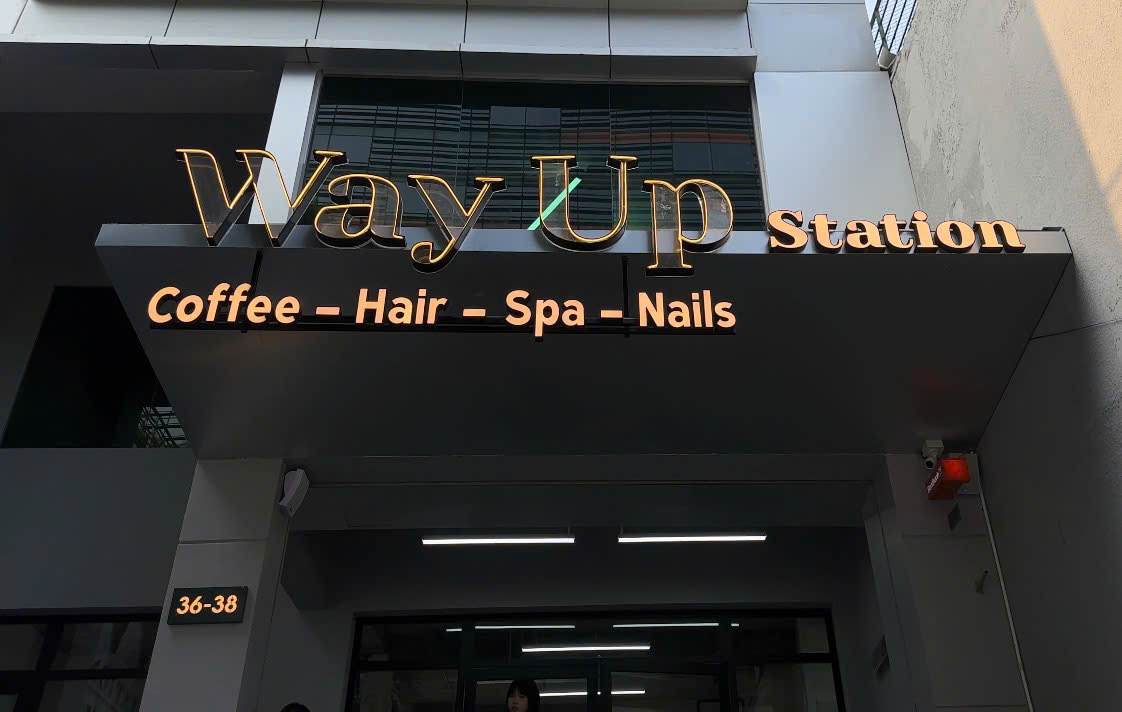 Way Up Station
Coffee – Hair – Spa – Nails
36-38